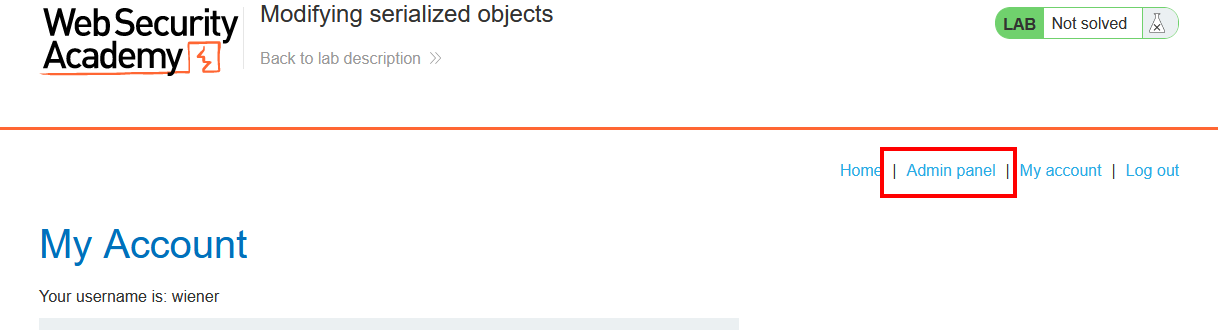 Web Security
Academy
Modifying serialized objects
Back to lab description
LAB Not solved
Home | Admin panel | My account | Log out
My Account
Your username is: wiener